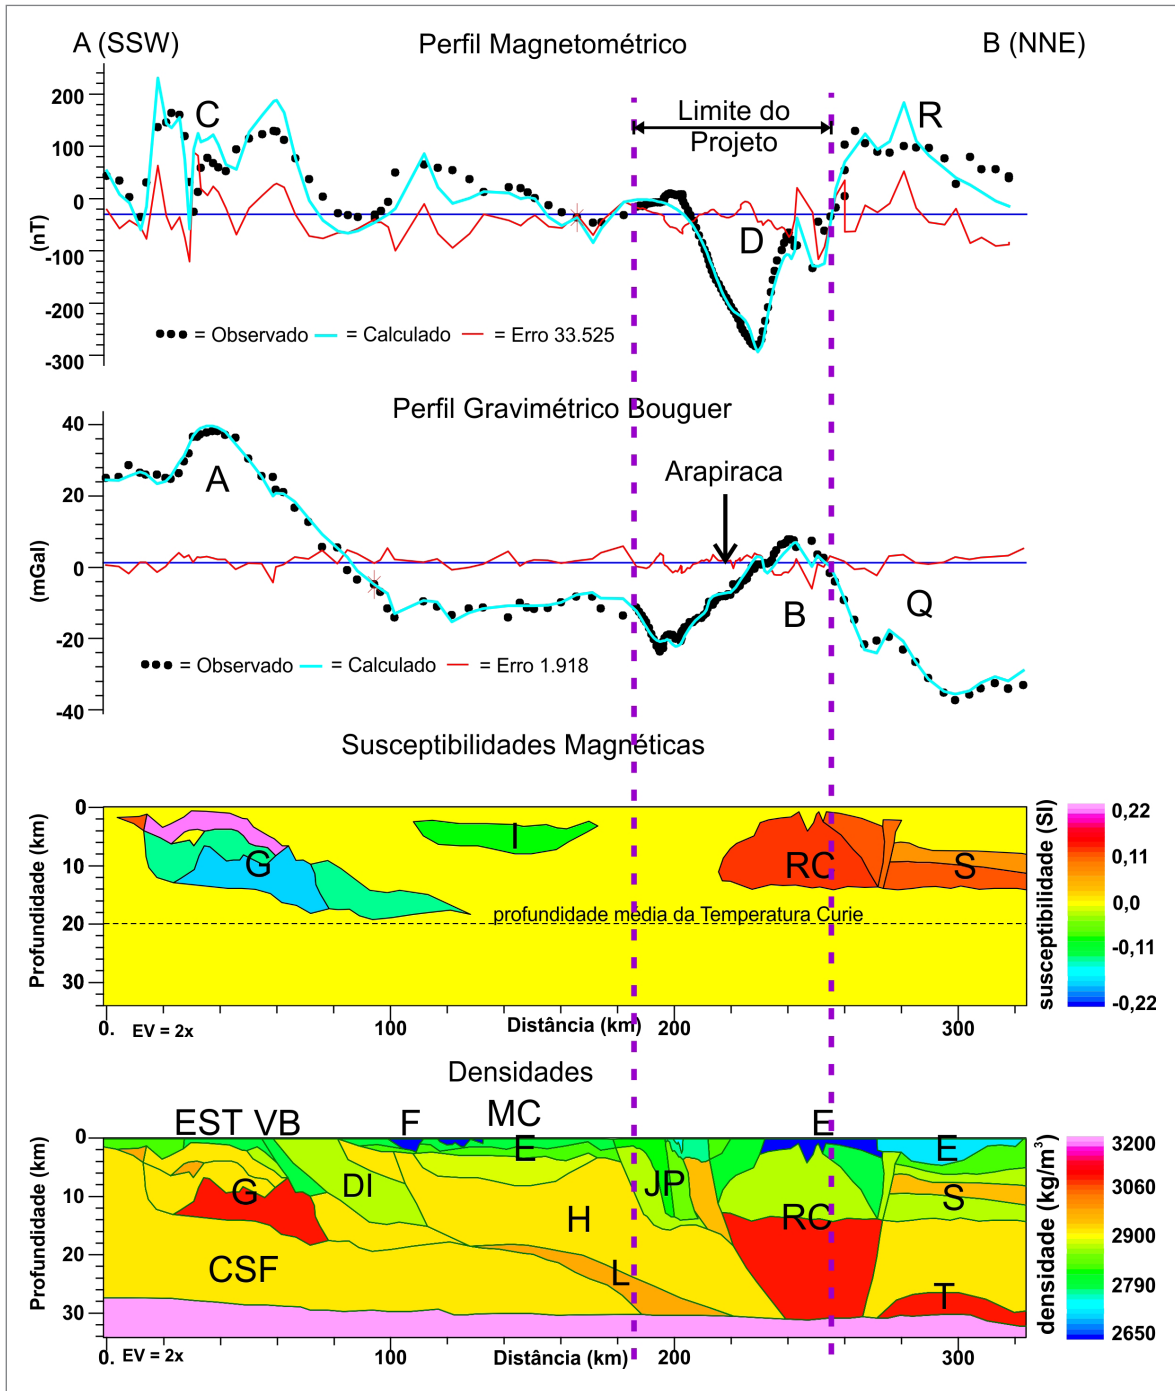 A (SSW)
Perfil Magnetométrico
B (NNE)
200
100
0
-100
-200
-300
(nT)
C
Limite do
Projeto
R
D
= Observado
= Calculado
= Erro 33.525
Perfil Gravimétrico Bouguer
40
20
0
-20
-40
(mGal)
A
Arapiraca
B
Q
= Observado
= Calculado
= Erro 1.918
Susceptibilidades Magnéticas
0
10
20
30
Profundidade (km)
G
I
RC
S
profundidade média da Temperatura Curie
0,22
0,11
0,0
-0,11
-0,22
susceptibilidade (SI)
0.
EV = 2x
100
Distância (km)
200
300
Densidades
EST VB
F
MC
E
0
10
20
30
Profundidade (km)
E
E
G
DI
JP
H
RC
S
CSF
L
T
3200
3060
2900
2790
2650
densidade (kg/m³)
0.
EV = 2x
100
Distância (km)
200
300